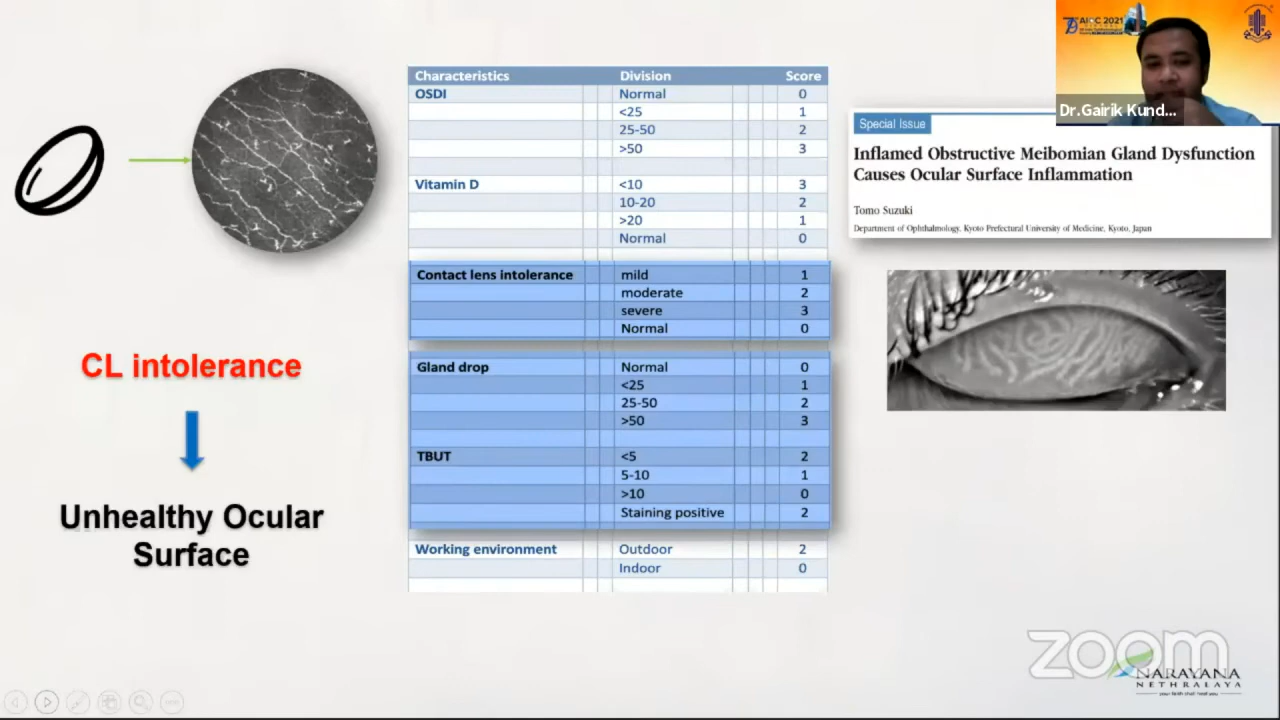 CL intolerance
Unhealthy Ocular
Surface
Characteristics Division Score
OSDI Normal 0
<25 1
25-50 2
>50 3
Vitamin D <10 3
10-20 2
>20 1
Normal 0
Contact lens intolerance mild 1
moderate 2
severe 3
Normal 0
Gland drop Normal 0
<25 1
25-50 2
>50 3
TBUT <5 2
5-10 1
>10 0
Staining positive 2
Working environment Outdoor 2
Indoor 0
AIOC 2021
Dr.Gairik Kund...
Special Issue
Inflamed Obstructive Meibomian Gland Dysfunction
Causes Ocular Surface Inflammation
Tomo Suzuki
Department of Ophthalmology, Kyoto Prefectural University of Medicine, Kyoto, Japan
zoom
NARAYANA
NETHRALAYA